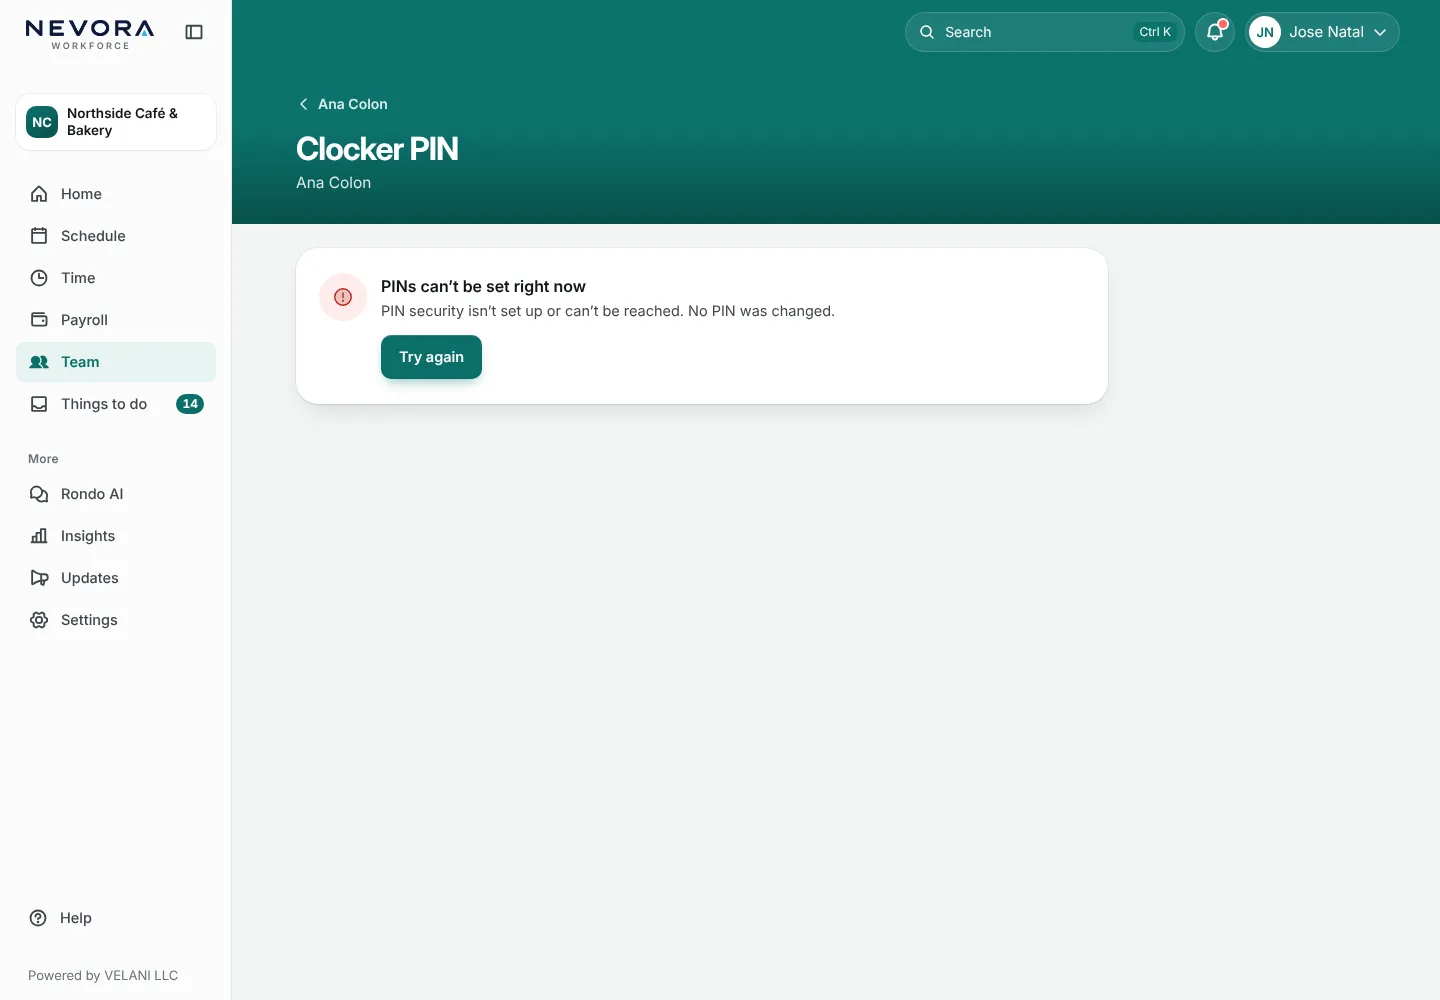 NEVORA
WORKFORCE
Northside Café &
Bakery
NC
Home
Schedule
Time
Payroll
Team
Things to do 14
More
Rondo AI
Insights
Updates
Settings
Help
Powered by VELANI LLC
Search Ctrl K
JN Jose Natal
Ana Colon
Clocker PIN
Ana Colon
PINs can’t be set right now
PIN security isn’t set up or can’t be reached. No PIN was changed.
Try again